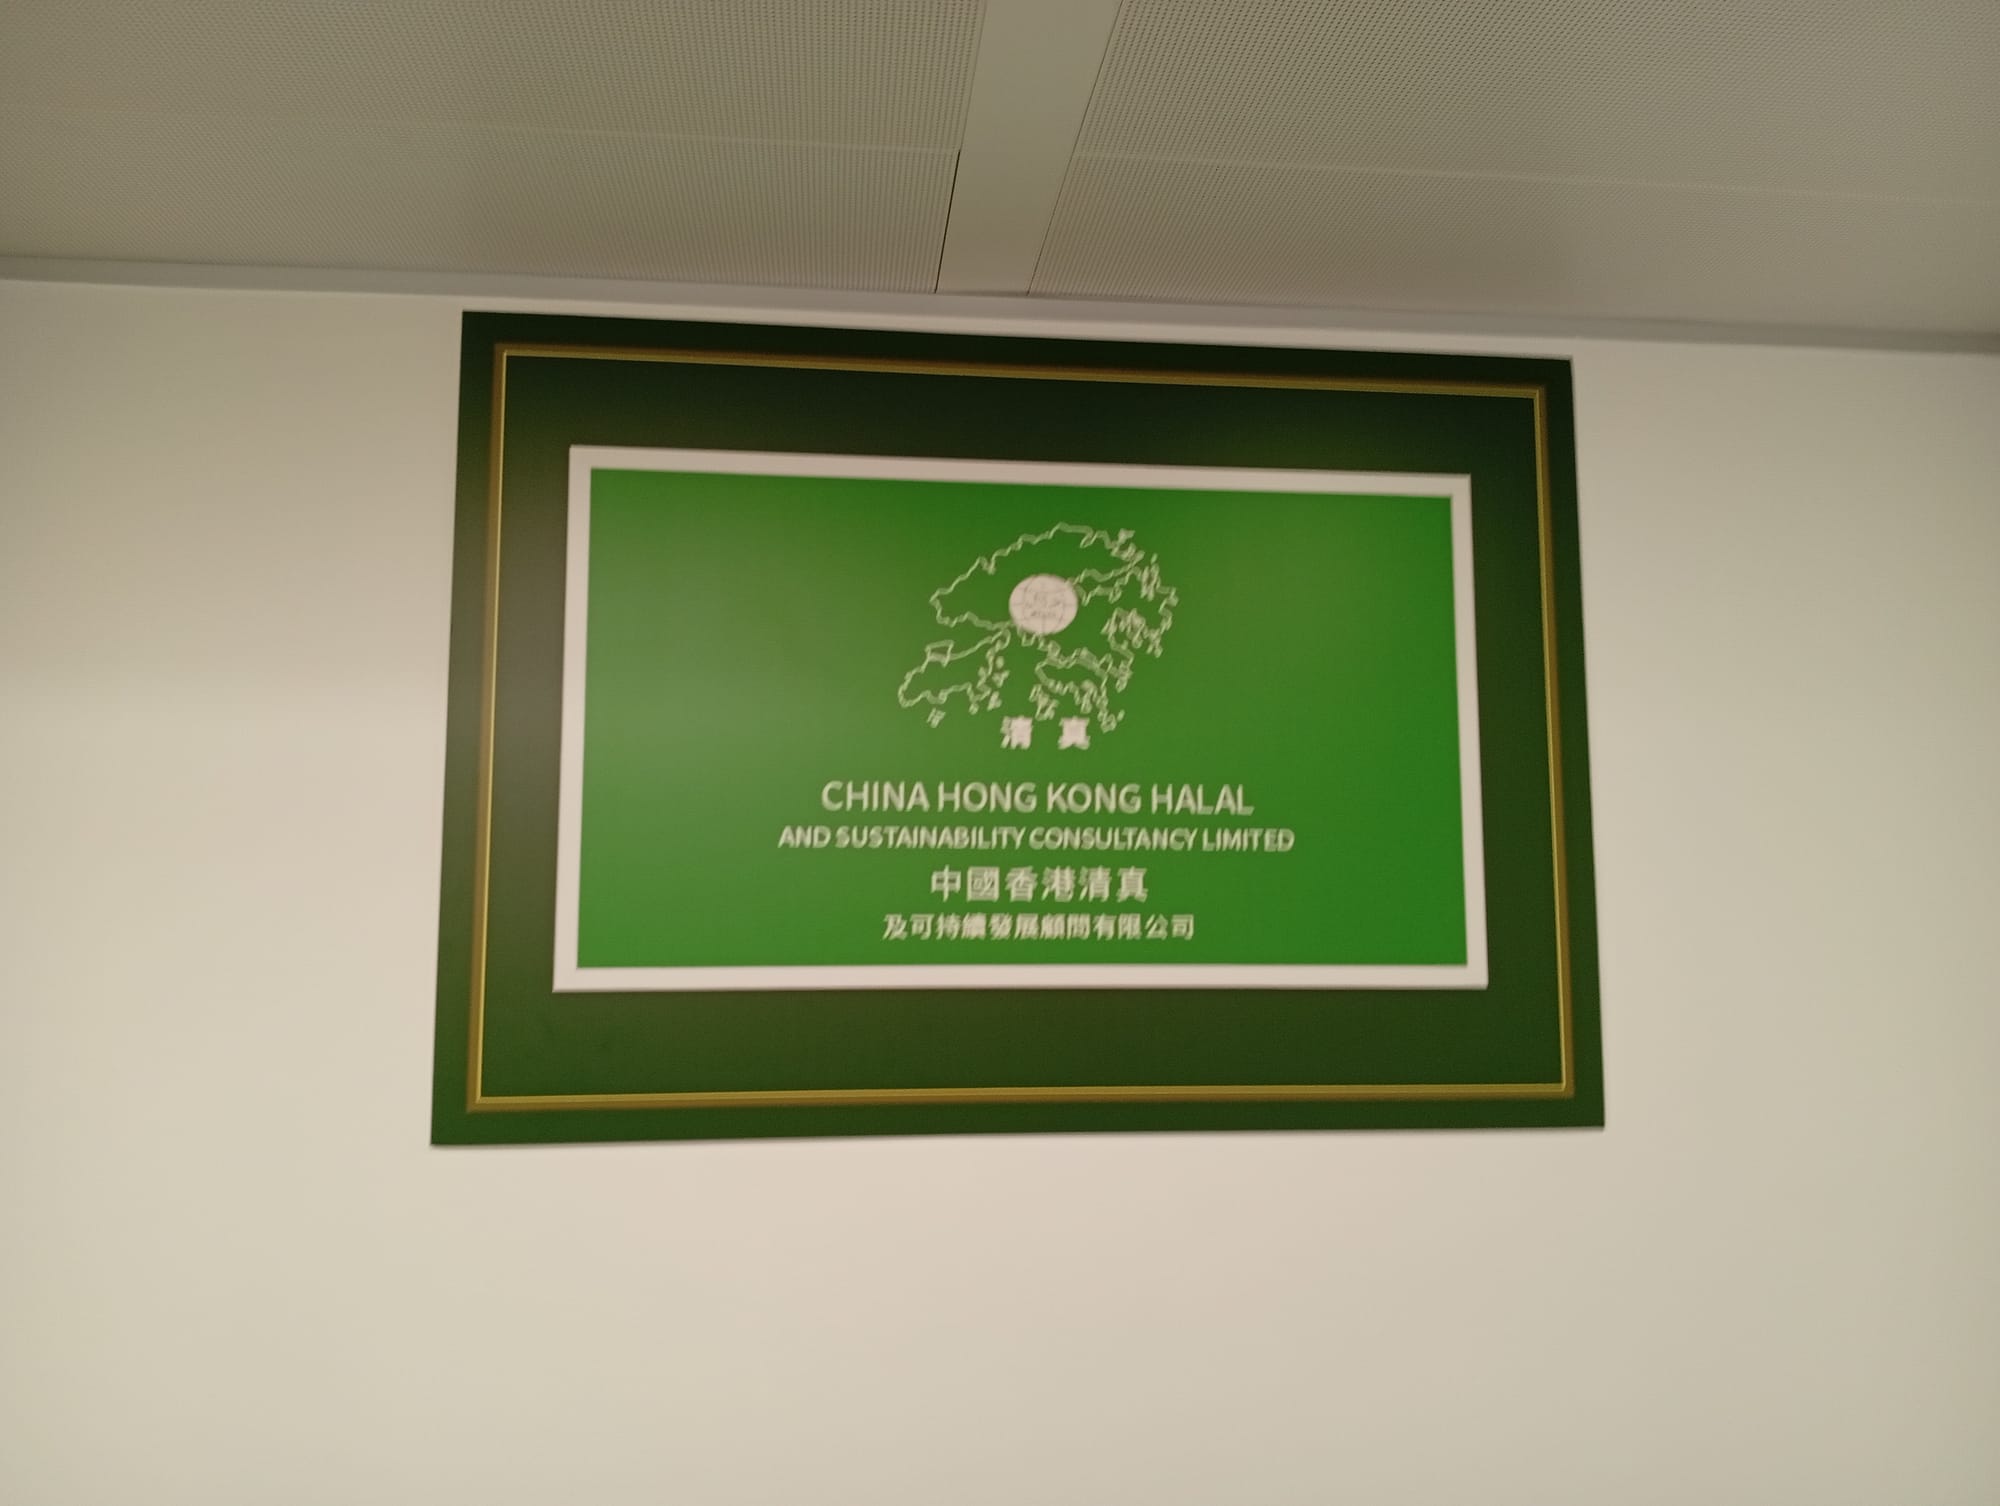 清真
CHINA HONG KONG HALAL
AND SUSTAINABILITY CONSULTANCY LIMITED
中國香港清真
及可持續發展顧問有限公司